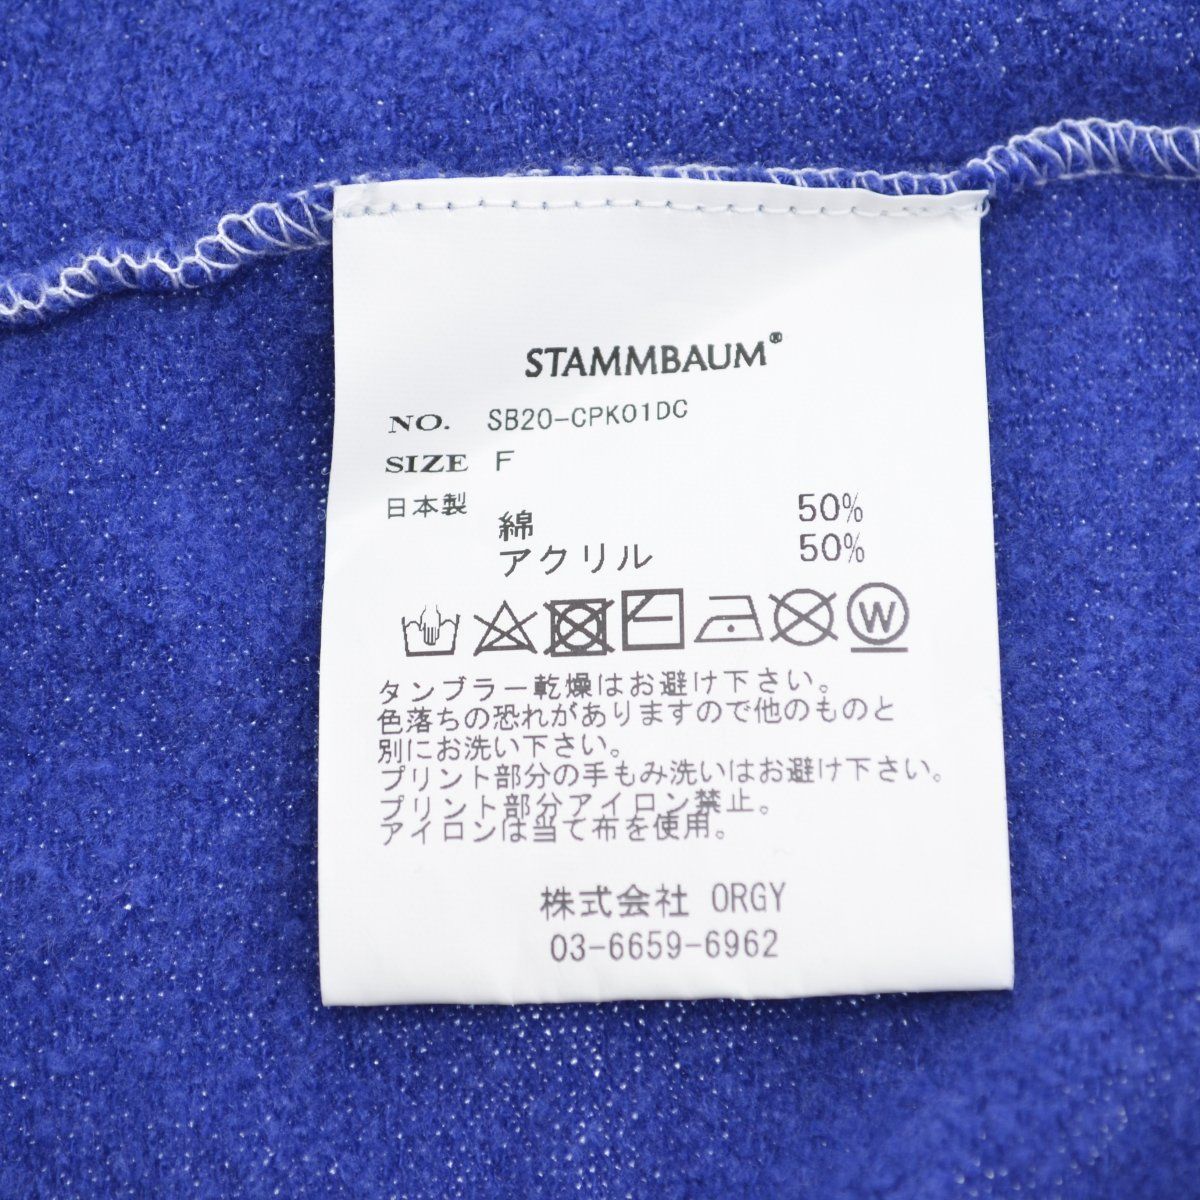 STAMMBAUM®
NO. SB20-CPK01DC
SIZE F
日本製
綿 50%
アクリル 50%
W
タンブラー乾燥はお避け下さい。
色落ちの恐れがありますので他のものと
別にお洗い下さい。
プリント部分の手もみ洗いはお避け下さい。
プリント部分アイロン禁止。
アイロンは当て布を使用。
株式会社 ORGY
03-6659-6962